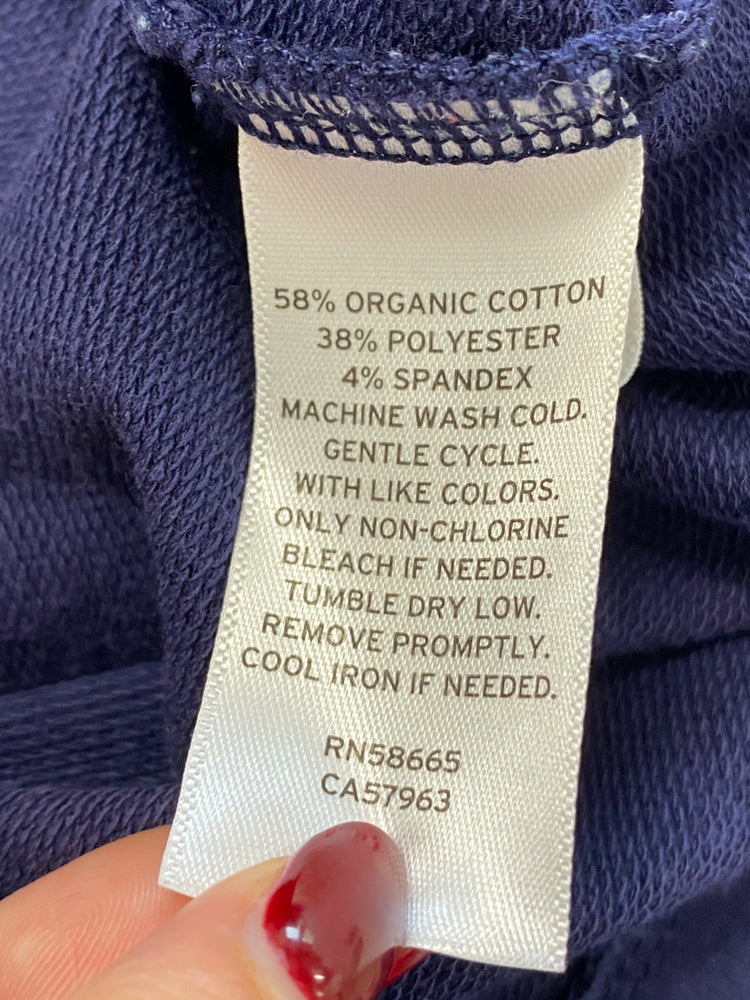 58% ORGANIC COTTON
38% POLYESTER
4% SPANDEX
MACHINE WASH COLD.
GENTLE CYCLE.
WITH LIKE COLORS.
ONLY NON-CHLORINE
BLEACH IF NEEDED.
TUMBLE DRY LOW.
REMOVE PROMPTLY.
COOL IRON IF NEEDED.
RN58665
CA57963